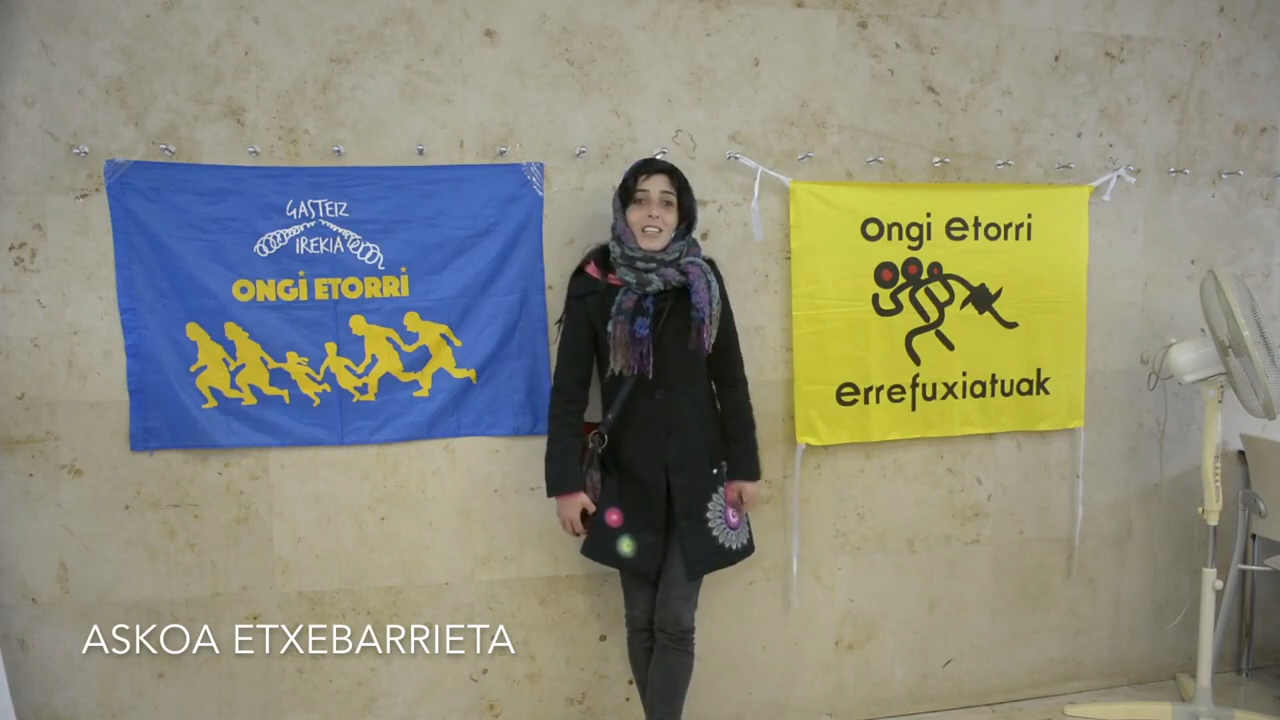 GASTEIZ
IREKIA
ONGI ETORRI
ongi etorri
errefuxiatuak
ASKOA ETXEBARRIETA